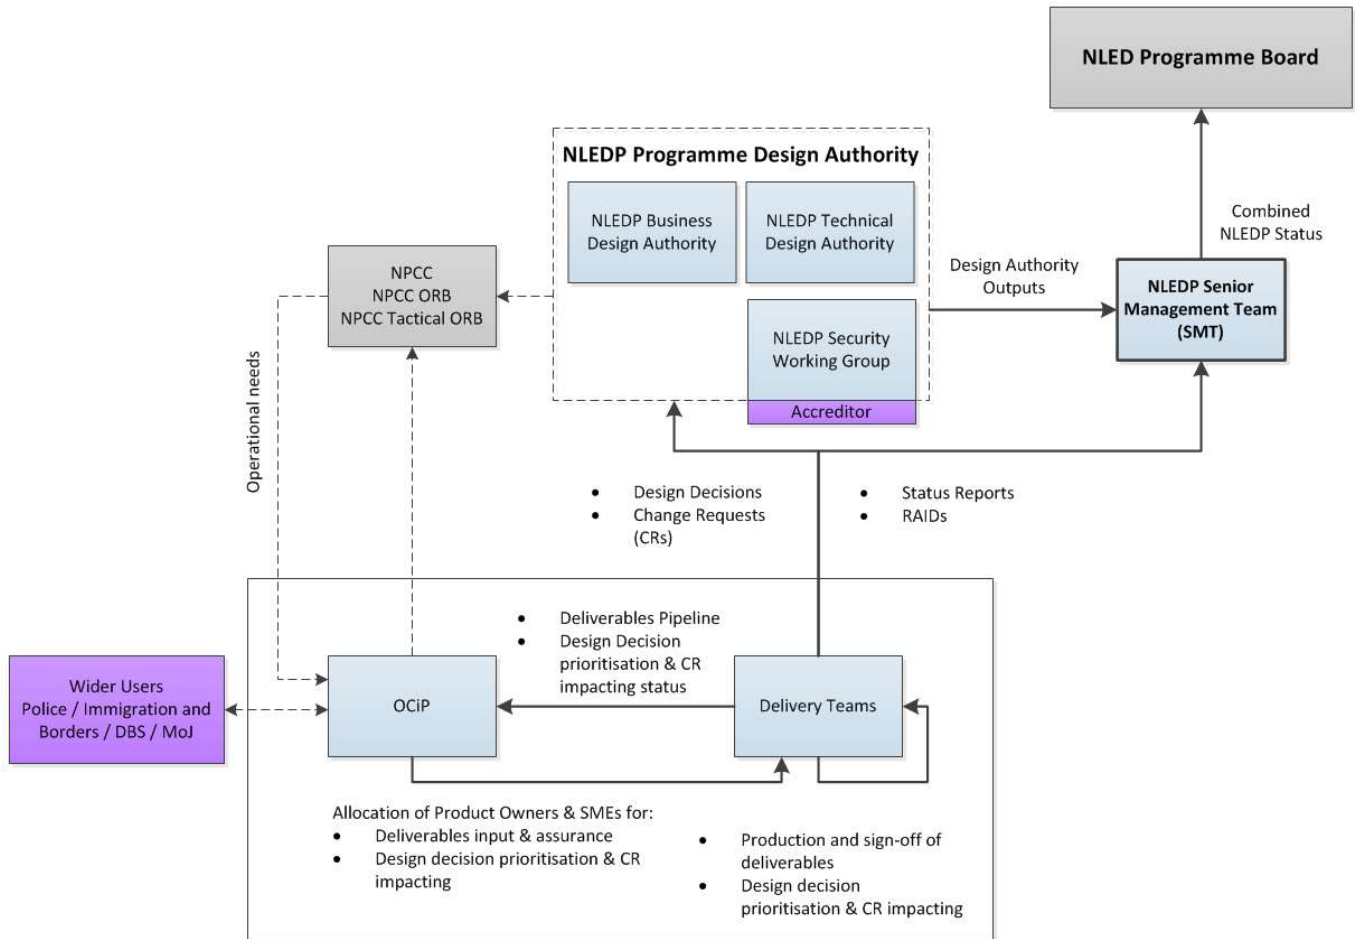 NLED Programme Board
NLEDP Programme Design Authority
NLEDP Business
Design Authority
NLEDP Technical
Design Authority
Combined
NLEDP Status
NPCC
NPCC ORB
NPCC Tactical ORB
Design Authority
Outputs
NLEDP Senior
Management Team
(SMT)
NLEDP Security
Working Group
Accreditor
Operational needs
• Design Decisions
• Change Requests
(CRs)
• Status Reports
• RAIDs
• Deliverables Pipeline
• Design Decision
prioritisation & CR
impacting status
Wider Users
Police / Immigration and
Borders / DBS / MoJ
OCiP
Delivery Teams
Allocation of Product Owners & SMEs for:
• Deliverables input & assurance
• Design decision prioritisation & CR
impacting
• Production and sign-off of
deliverables
• Design decision
prioritisation & CR impacting